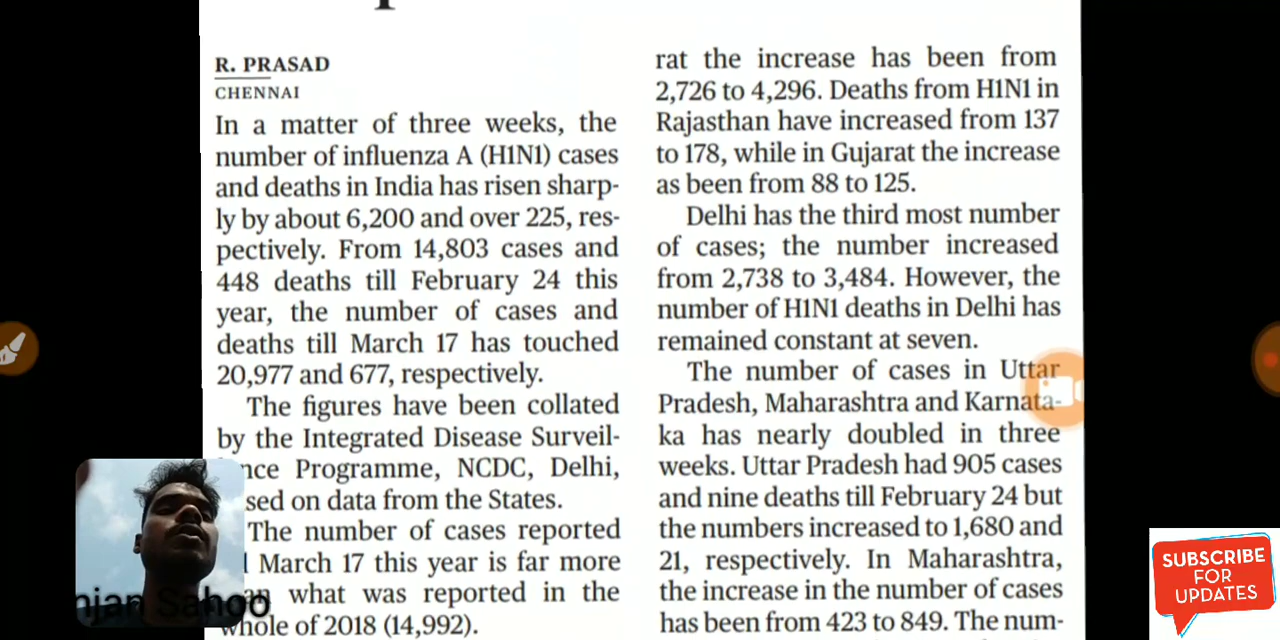 R. PRASAD
CHENNAI
In a matter of three weeks, the
number of influenza A (H1N1) cases
and deaths in India has risen sharp-
ly by about 6,200 and over 225, res-
pectively. From 14,803 cases and
448 deaths till February 24 this
year, the number of cases and
deaths till March 17 has touched
20,977 and 677, respectively.
The figures have been collated
by the Integrated Disease Surveil-
nce Programme, NCDC, Delhi,
sed on data from the States.
The number of cases reported
March 17 this year is far more
an what was reported in the
whole of 2018 (14,992).
rat the increase has been from
2,726 to 4,296. Deaths from H1N1 in
Rajasthan have increased from 137
to 178, while in Gujarat the increase
as been from 88 to 125.
Delhi has the third most number
of cases; the number increased
from 2,738 to 3,484. However, the
number of H1N1 deaths in Delhi has
remained constant at seven.
The number of cases in Uttar
Pradesh, Maharashtra and Karnata-
ka has nearly doubled in three
weeks. Uttar Pradesh had 905 cases
and nine deaths till February 24 but
the numbers increased to 1,680 and
21, respectively. In Maharashtra,
the increase in the number of cases
has been from 423 to 849. The num-
njan Sahoo
SUBSCRIBE
FOR
UPDATES